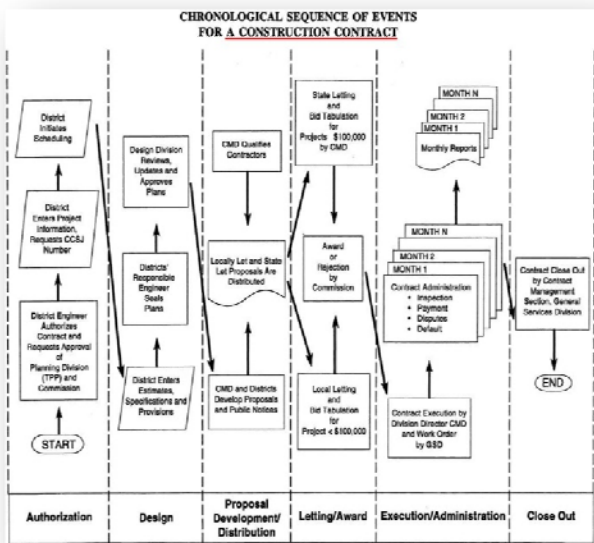 CHRONOLOGICAL SEQUENCE OF EVENTS
FOR A CONSTRUCTION CONTRACT
District
Initiates
Scheduling
District
Enters Project
Information,
Requests CCSJ
Number
District Engineer
Authorizes
Contract and
Requests Approval
of
Planning Division
(TPP) and
Commission
START
Design Division
Reviews,
Updates and
Approves
Plans
Districts'
Responsible
Engineer
Seals
Plans
District Enters
Estimates,
Specifications and
Provisions
CMD Qualifies
Contractors
Locally Let and State
Let Proposals Are
Distributed
CMD and Districts
Develop Proposals
and Public Notices
State Letting
and
Bid Tabulation
for
Projects $100,000
by CMD
Award
or
Rejection
by
Commission
Local Letting
and
Bid Tabulation
for
Project < $100,000
MONTH N
MONTH 2
MONTH 1
Monthly Reports
MONTH N
MONTH 2
MONTH 1
Contract Administration
• Inspection
• Payment
• Disputes
• Default
Contract Execution by
Division Director CMD
and Work Order
by GSD
Contract Close Out
by Contract
Management
Section, General
Services Division
END
Authorization
Design
Proposal
Development/
Distribution
Letting/Award
Execution/Administration
Close Out